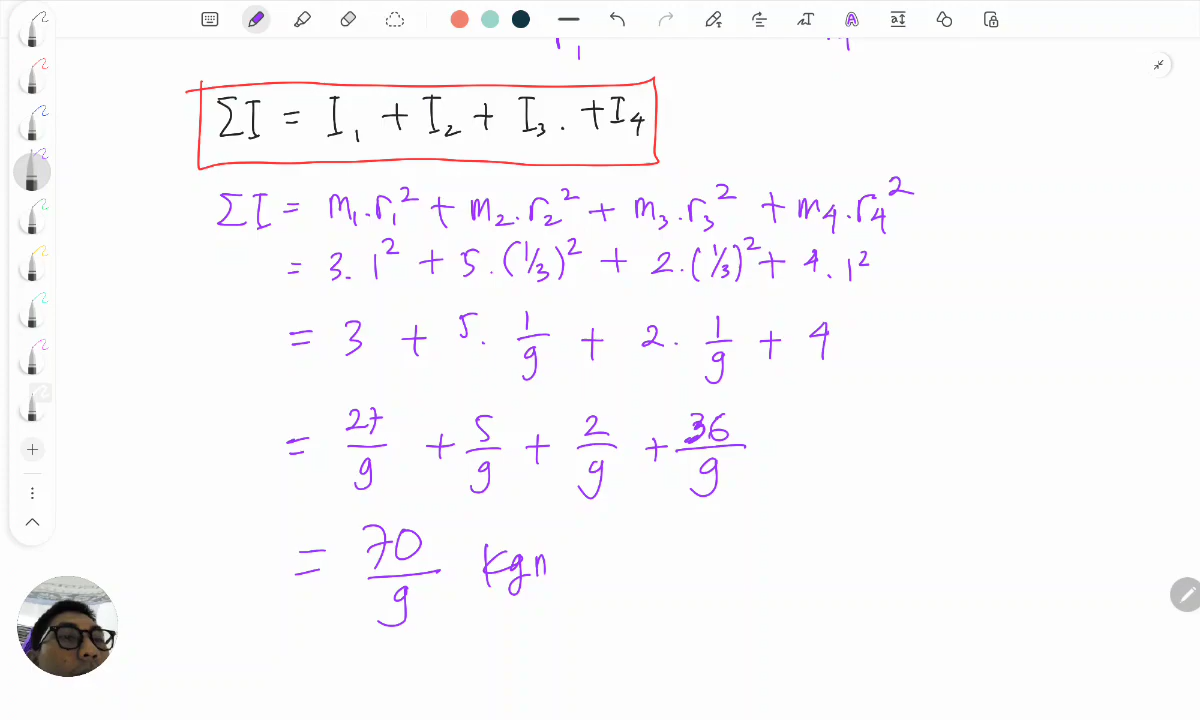 r₁
ΣI = I₁ + I₂ + I₃. + I₄
ΣI = m₁.r₁² + m₂.r₂² + m₃.r₃² + m₄.r₄²
= 3.1² + 5.(1/3)² + 2.(1/3)² + 4.1²
= 3 + 5.1/9 + 2.1/9 + 4
= 27/9 + 5/9 + 2/9 + 36/9
= 70/9 kgn